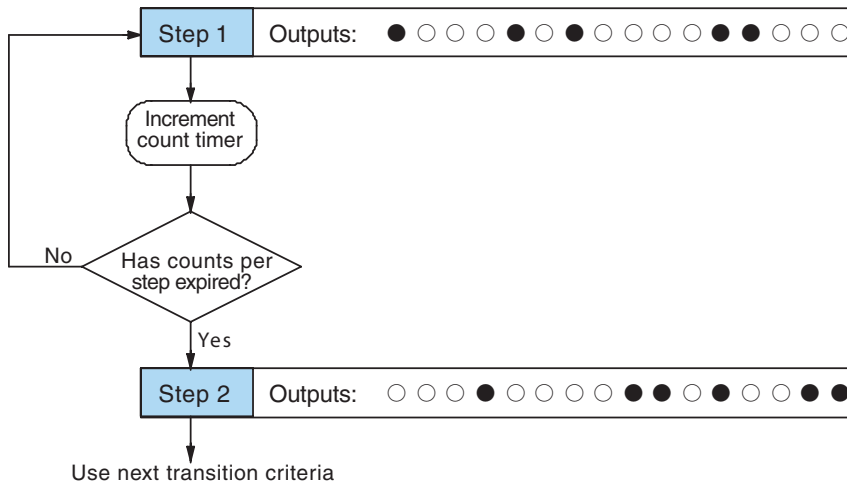 Step 1 Outputs:
Increment
count timer
No
Has counts per
step expired?
Yes
Step 2 Outputs:
Use next transition criteria